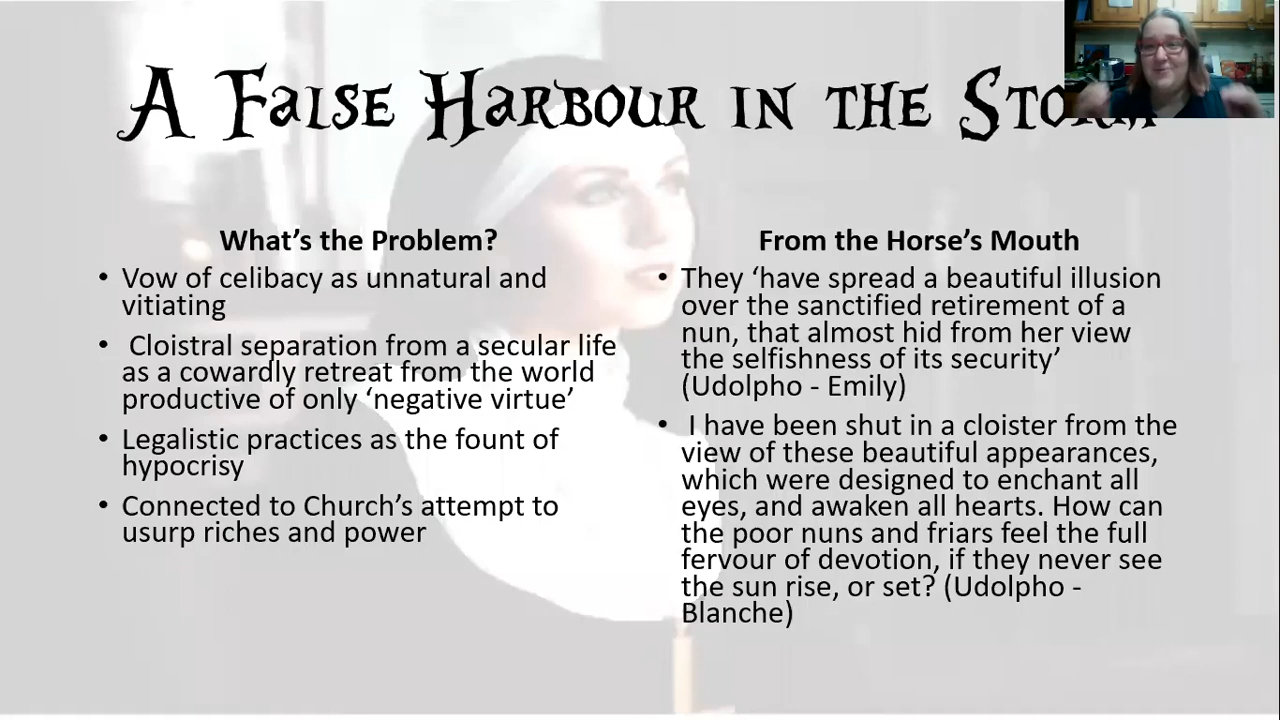 A False Harbour in the Storm
What's the Problem?
• Vow of celibacy as unnatural and
vitiating
• Cloistral separation from a secular life
as a cowardly retreat from the world
productive of only ‘negative virtue’
• Legalistic practices as the fount of
hypocrisy
• Connected to Church’s attempt to
usurp riches and power
From the Horse’s Mouth
• They ‘have spread a beautiful illusion
over the sanctified retirement of a
nun, that almost hid from her view
the selfishness of its security’
(Udolpho - Emily)
• I have been shut in a cloister from the
view of these beautiful appearances,
which were designed to enchant all
eyes, and awaken all hearts. How can
the poor nuns and friars feel the full
fervour of devotion, if they never see
the sun rise, or set? (Udolpho -
Blanche)